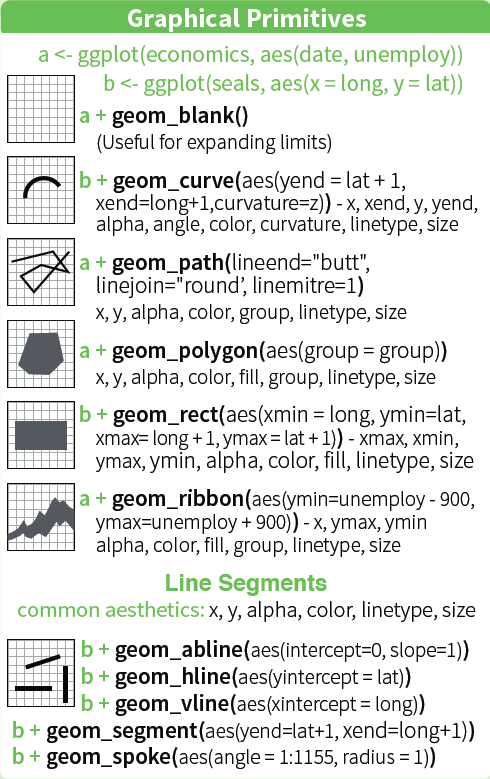 Graphical Primitives
a <- ggplot(economics, aes(date, unemploy))
b <- ggplot(seals, aes(x = long, y = lat))
a + geom_blank()
(Useful for expanding limits)
b + geom_curve(aes(yend = lat + 1,
xend=long+1,curvature=z)) - x, xend, y, yend,
alpha, angle, color, curvature, linetype, size
a + geom_path(lineend="butt",
linejoin="round’, linemitre=1)
x, y, alpha, color, group, linetype, size
a + geom_polygon(aes(group = group))
x, y, alpha, color, fill, group, linetype, size
b + geom_rect(aes(xmin = long, ymin=lat,
xmax= long + 1, ymax = lat + 1)) - xmax, xmin,
ymax, ymin, alpha, color, fill, linetype, size
a + geom_ribbon(aes(ymin=unemploy - 900,
ymax=unemploy + 900)) - x, ymax, ymin
alpha, color, fill, group, linetype, size
Line Segments
common aesthetics: x, y, alpha, color, linetype, size
b + geom_abline(aes(intercept=0, slope=1))
b + geom_hline(aes(yintercept = lat))
b + geom_vline(aes(xintercept = long))
b + geom_segment(aes(yend=lat+1, xend=long+1))
b + geom_spoke(aes(angle = 1:1155, radius = 1))